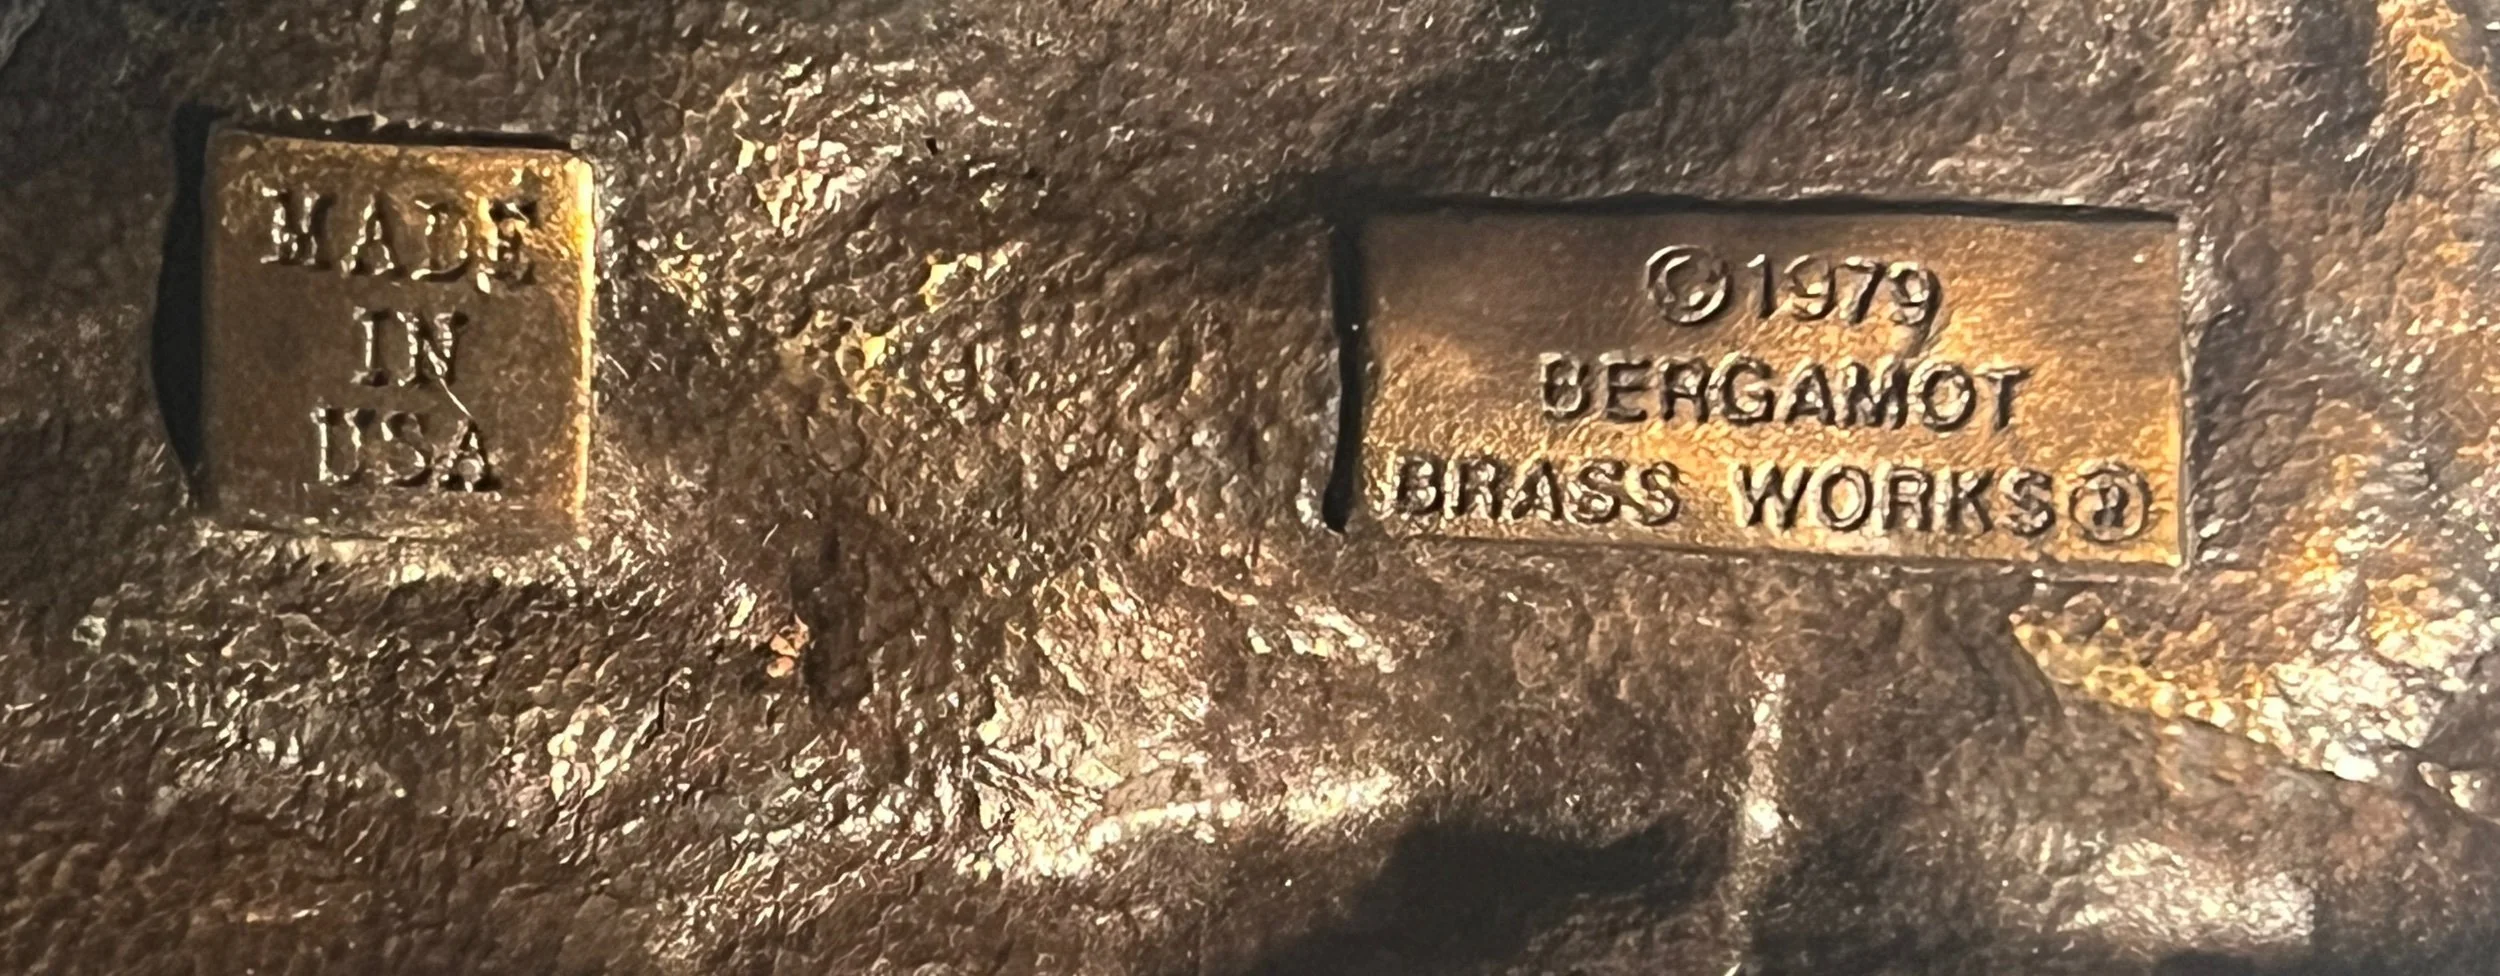 MADE
IN
USA
©1979
BERGAMOT
BRASS WORKS®